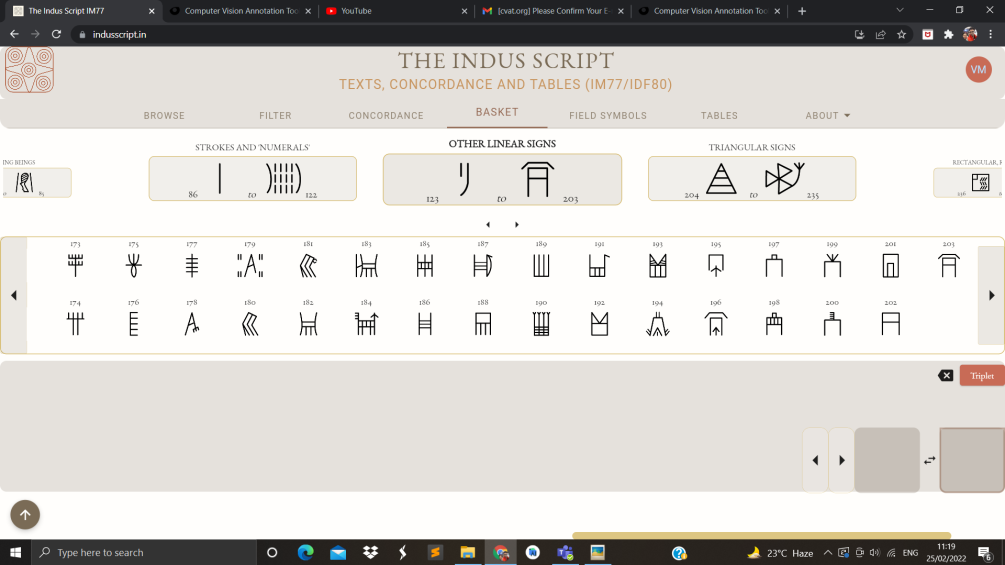 The Indus Script IM77
Computer Vision Annotation Too
YouTube
[cvat.org] Please Confirm Your E-
Computer Vision Annotation Too
indusscript.in
THE INDUS SCRIPT
TEXTS, CONCORDANCE AND TABLES (IM77/IDF80)
VM
BROWSE FILTER CONCORDANCE BASKET FIELD SYMBOLS TABLES ABOUT
ING BEINGS STROKES AND 'NUMERALS' OTHER LINEAR SIGNS TRIANGULAR SIGNS RECTANGULAR,
85 86 to 122 123 to 203 204 to 235 236
173 175 177 179 181 183 185 187 189 191 193 195 197 199 201 203
174 176 178 180 182 184 186 188 190 192 194 196 198 200 202
Triplet
Type here to search
23°C Haze
ENG
11:19
25/02/2022
6